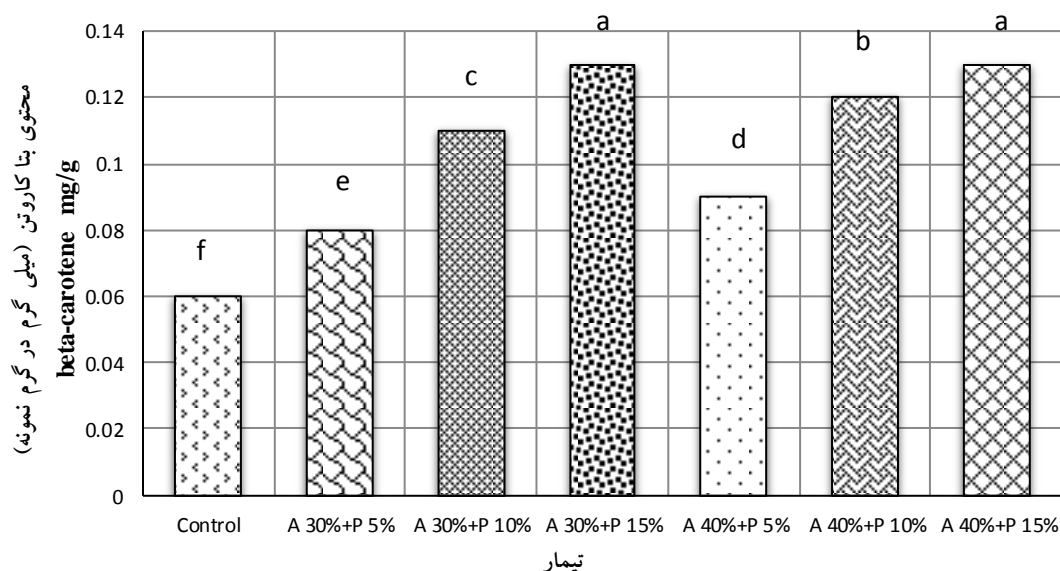 محتوی بتا کاروتن (میلی گرم در گرم نمونه)
beta-carotene mg/g
0.14
0.12
0.1
0.08
0.06
0.04
0.02
0
f
e
c
a
d
b
a
Control
A 30%+P 5%
A 30%+P 10%
A 30%+P 15%
A 40%+P 5%
A 40%+P 10%
A 40%+P 15%
تیمار